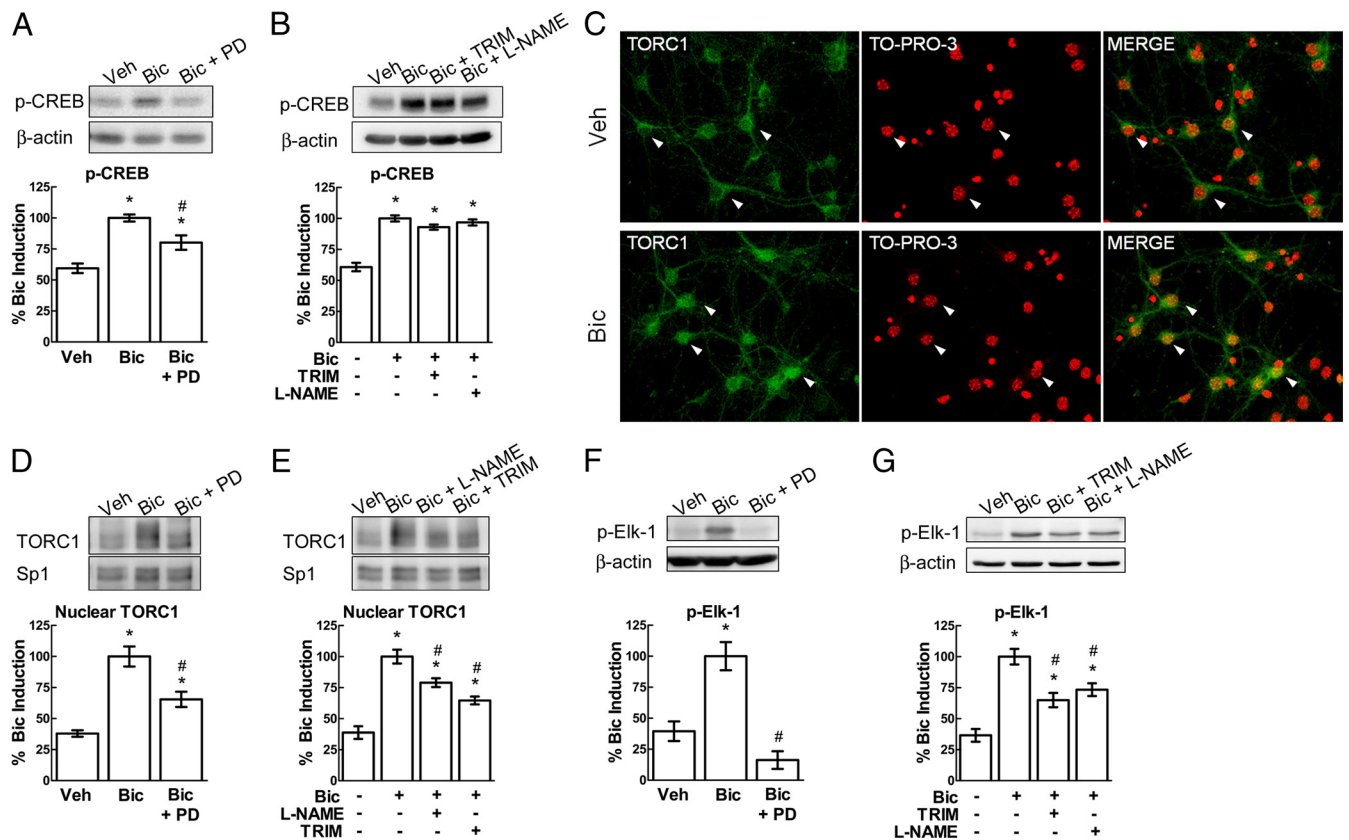 A
Veh Bic Bic + PD
p-CREB
β-actin
p-CREB
% Bic Induction
125
100
75
50
25
0
* # *
Veh Bic Bic + PD
B
Veh Bic Bic + TRIM Bic + L-NAME
p-CREB
β-actin
p-CREB
% Bic Induction
125
100
75
50
25
0
* * *
Bic - + + +
TRIM - - + -
L-NAME - - - +
C
TORC1 TO-PRO-3 MERGE
Veh
TORC1 TO-PRO-3 MERGE
Bic
D
Veh Bic Bic + PD
TORC1
Sp1
Nuclear TORC1
% Bic Induction
125
100
75
50
25
0
* # *
Veh Bic Bic + PD
E
Veh Bic Bic + L-NAME Bic + TRIM
TORC1
Sp1
Nuclear TORC1
% Bic Induction
125
100
75
50
25
0
* # * # *
Bic - + + +
L-NAME - - + -
TRIM - - - +
F
Veh Bic Bic + PD
p-Elk-1
β-actin
p-Elk-1
% Bic Induction
125
100
75
50
25
0
* #
Veh Bic Bic + PD
G
Veh Bic Bic + TRIM Bic + L-NAME
p-Elk-1
β-actin
p-Elk-1
% Bic Induction
125
100
75
50
25
0
* # * # *
Bic - + + +
TRIM - - + -
L-NAME - - - +